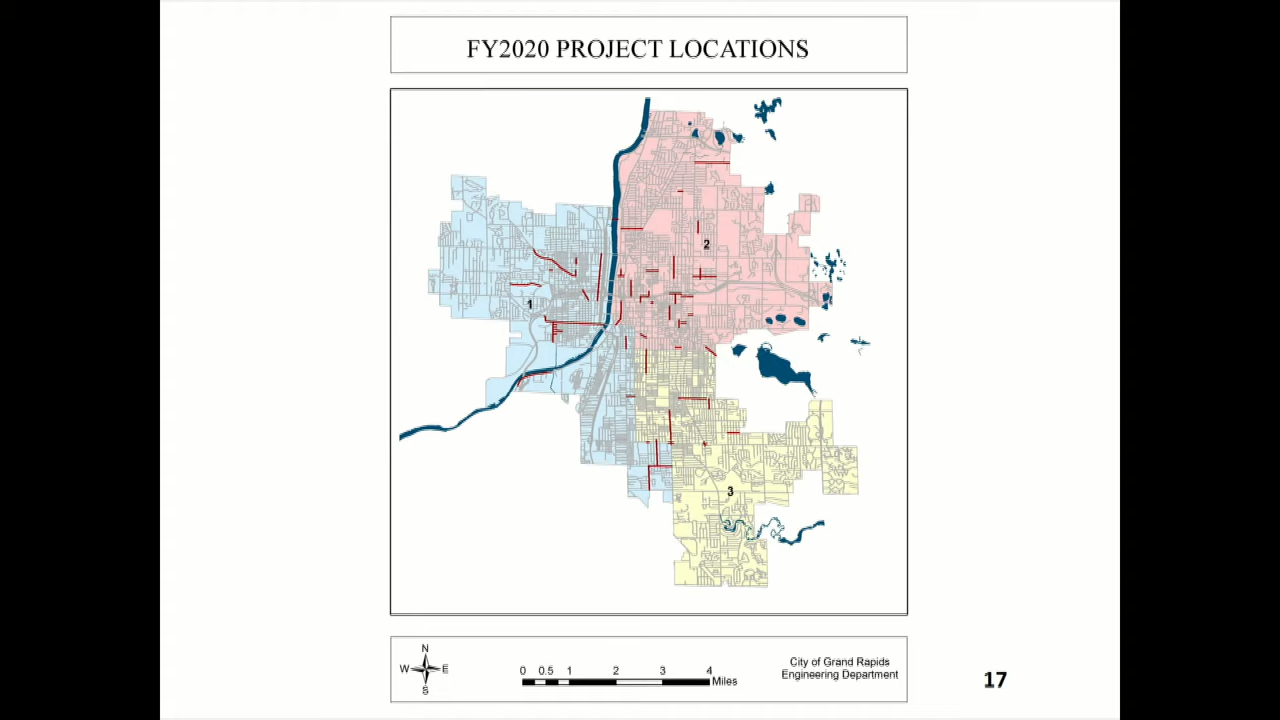 FY2020 PROJECT LOCATIONS
2
1
3
N
W E
S
0 0.5 1 2 3 4
Miles
City of Grand Rapids
Engineering Department
17